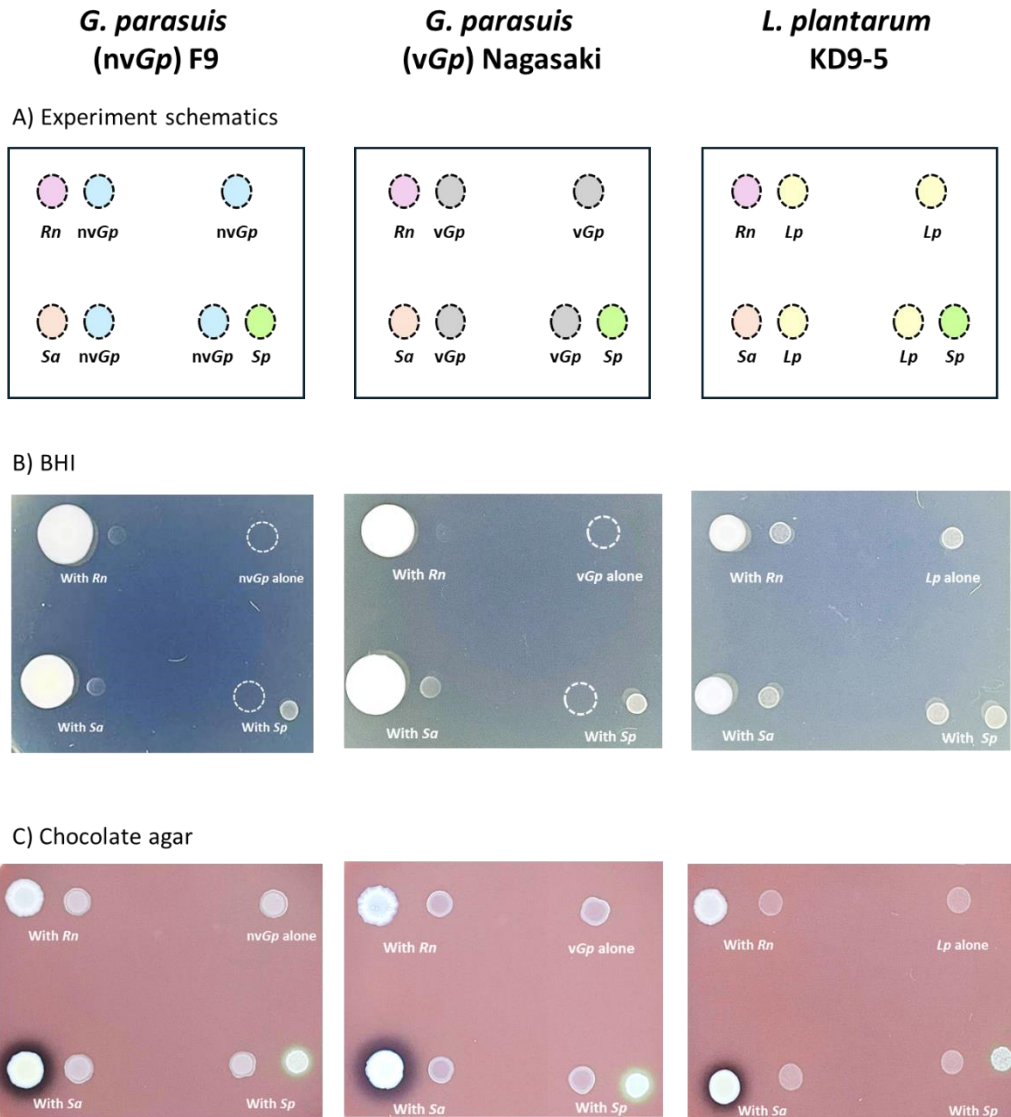 G. parasuis
(nvGp) F9
G. parasuis
(vGp) Nagasaki
L. plantarum
KD9-5
A) Experiment schematics
Rn nvGp nvGp
Sa nvGp nvGp Sp
Rn vGp vGp
Sa vGp vGp Sp
Rn Lp Lp
Sa Lp Lp Sp
B) BHI
With Rn nvGp alone
With Sa With Sp
With Rn vGp alone
With Sa With Sp
With Rn Lp alone
With Sa With Sp
C) Chocolate agar
With Rn nvGp alone
With Sa With Sp
With Rn vGp alone
With Sa With Sp
With Rn Lp alone
With Sa With Sp